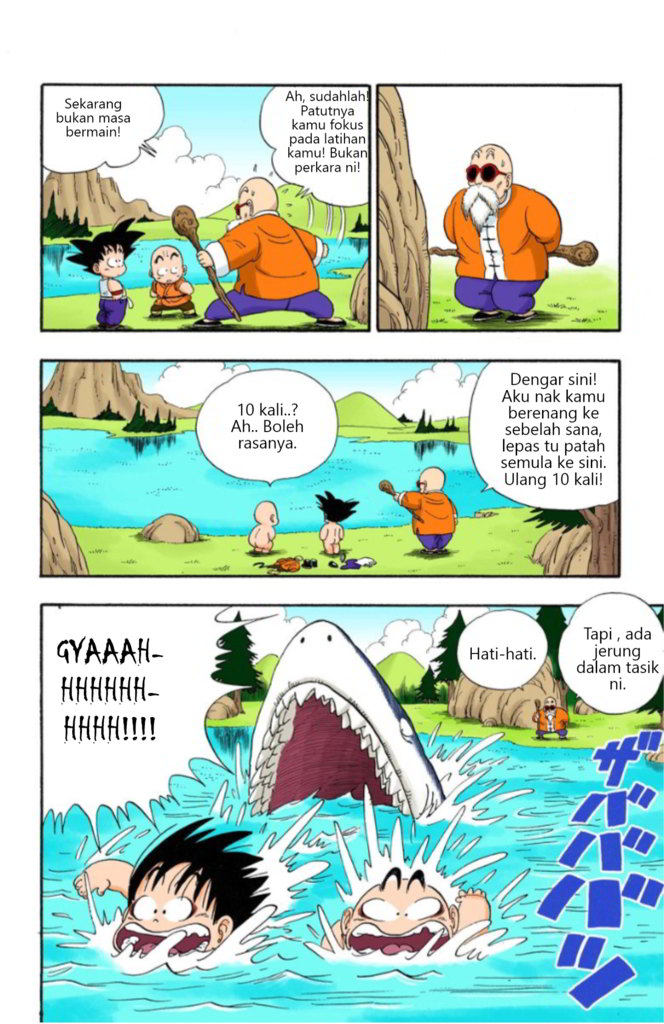 Sekarang
bukan masa
bermain!
Ah, sudahlah!
Patutnya
kamu fokus
pada latihan
kamu! Bukan
perkara ni!
10 kali..?
Ah.. Boleh
rasanya.
Dengar sini!
Aku nak kamu
berenang ke
sebelah sana,
lepas tu patah
semula ke sini.
Ulang 10 kali!
GYAAAH-
HHHHHH-
HHHH!!!!
Hati-hati.
Tapi , ada
jerung
dalam tasik
ni.
ザババババッ